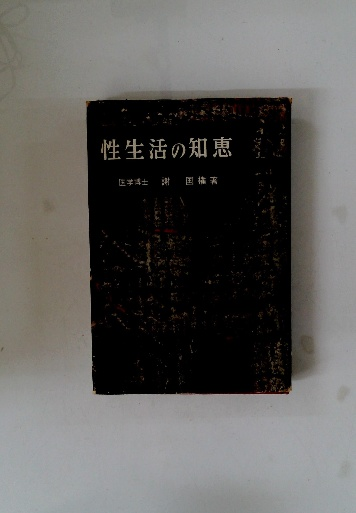 性生活の知恵
医学博士 謝 国権著